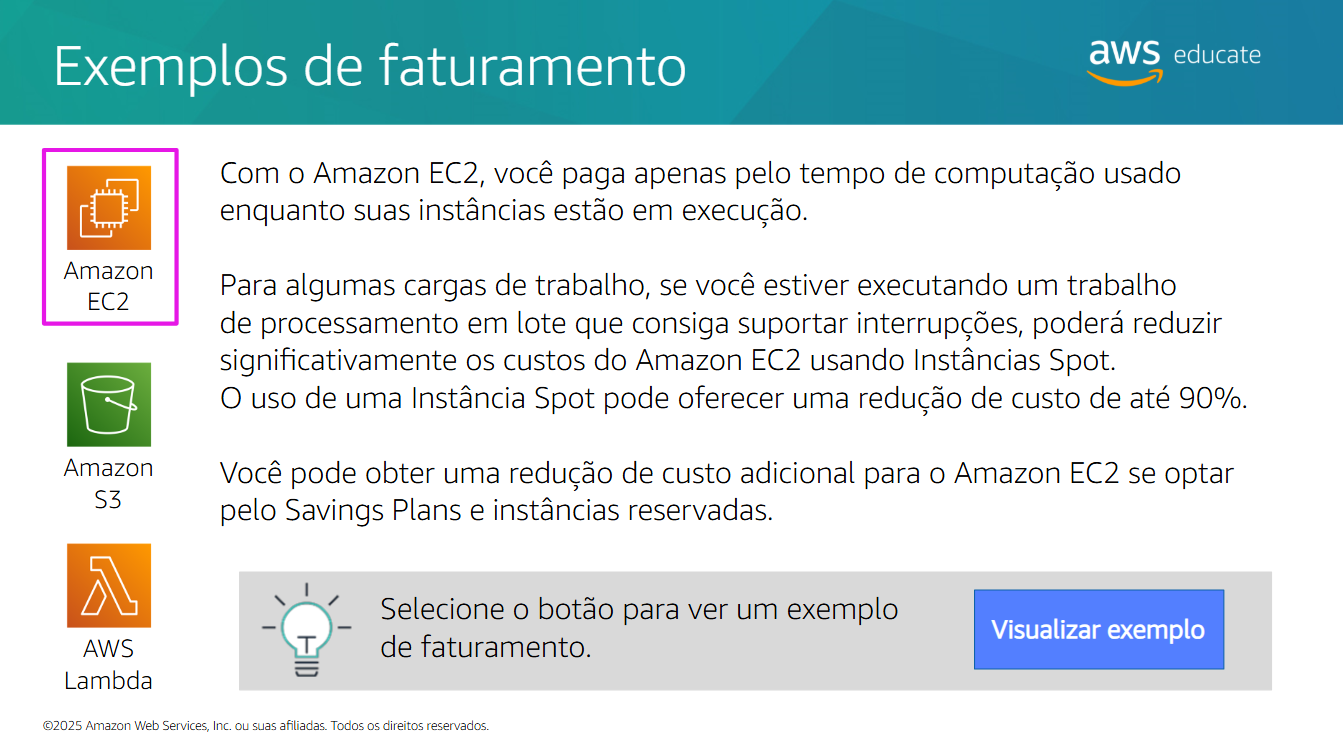 Exemplos de faturamento
aws educate
Amazon
EC2
Amazon
S3
AWS
Lambda
Com o Amazon EC2, você paga apenas pelo tempo de computação usado
enquanto suas instâncias estão em execução.
Para algumas cargas de trabalho, se você estiver executando um trabalho
de processamento em lote que consiga suportar interrupções, poderá reduzir
significativamente os custos do Amazon EC2 usando Instâncias Spot.
O uso de uma Instância Spot pode oferecer uma redução de custo de até 90%.
Você pode obter uma redução de custo adicional para o Amazon EC2 se optar
pelo Savings Plans e instâncias reservadas.
Selecione o botão para ver um exemplo
de faturamento.
Visualizar exemplo
©2025 Amazon Web Services, Inc. ou suas afiliadas. Todos os direitos reservados.